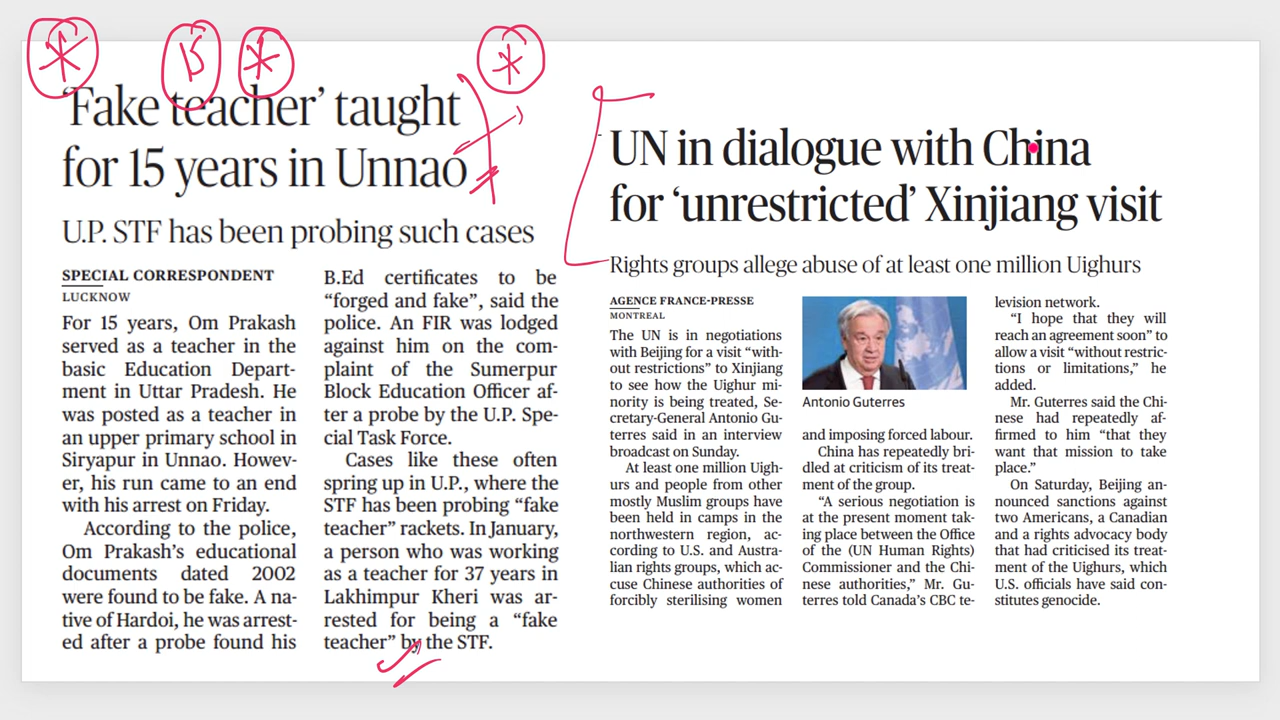 ‘Fake teacher’ taught
for 15 years in Unnao
U.P. STF has been probing such cases
SPECIAL CORRESPONDENT
LUCKNOW
For 15 years, Om Prakash
served as a teacher in the
basic Education Depart-
ment in Uttar Pradesh. He
was posted as a teacher in
an upper primary school in
Siryapur in Unnao. Howev-
er, his run came to an end
with his arrest on Friday.
According to the police,
Om Prakash’s educational
documents dated 2002
were found to be fake. A na-
tive of Hardoi, he was arrest-
ed after a probe found his
B.Ed certificates to be
“forged and fake”, said the
police. An FIR was lodged
against him on the com-
plaint of the Sumerpur
Block Education Officer af-
ter a probe by the U.P. Spe-
cial Task Force.
Cases like these often
spring up in U.P., where the
STF has been probing “fake
teacher” rackets. In January,
a person who was working
as a teacher for 37 years in
Lakhimpur Kheri was ar-
rested for being a “fake
teacher” by the STF.
UN in dialogue with China
for ‘unrestricted’ Xinjiang visit
Rights groups allege abuse of at least one million Uighurs
AGENCE FRANCE-PRESSE
MONTREAL
The UN is in negotiations
with Beijing for a visit “with-
out restrictions” to Xinjiang
to see how the Uighur mi-
nority is being treated, Se-
cretary-General Antonio Gu-
terres said in an interview
broadcast on Sunday.
At least one million Uigh-
urs and people from other
mostly Muslim groups have
been held in camps in the
northwestern region, ac-
cording to U.S. and Austra-
lian rights groups, which ac-
cuse Chinese authorities of
forcibly sterilising women
Antonio Guterres
and imposing forced labour.
China has repeatedly bri-
dled at criticism of its treat-
ment of the group.
“A serious negotiation is
at the present moment tak-
ing place between the Office
of the (UN Human Rights)
Commissioner and the Chi-
nese authorities,” Mr. Gu-
terres told Canada’s CBC te-
levision network.
“I hope that they will
reach an agreement soon” to
allow a visit “without restric-
tions or limitations,” he
added.
Mr. Guterres said the Chi-
nese had repeatedly af-
firmed to him “that they
want that mission to take
place.”
On Saturday, Beijing an-
nounced sanctions against
two Americans, a Canadian
and a rights advocacy body
that had criticised its treat-
ment of the Uighurs, which
U.S. officials have said con-
stitutes genocide.